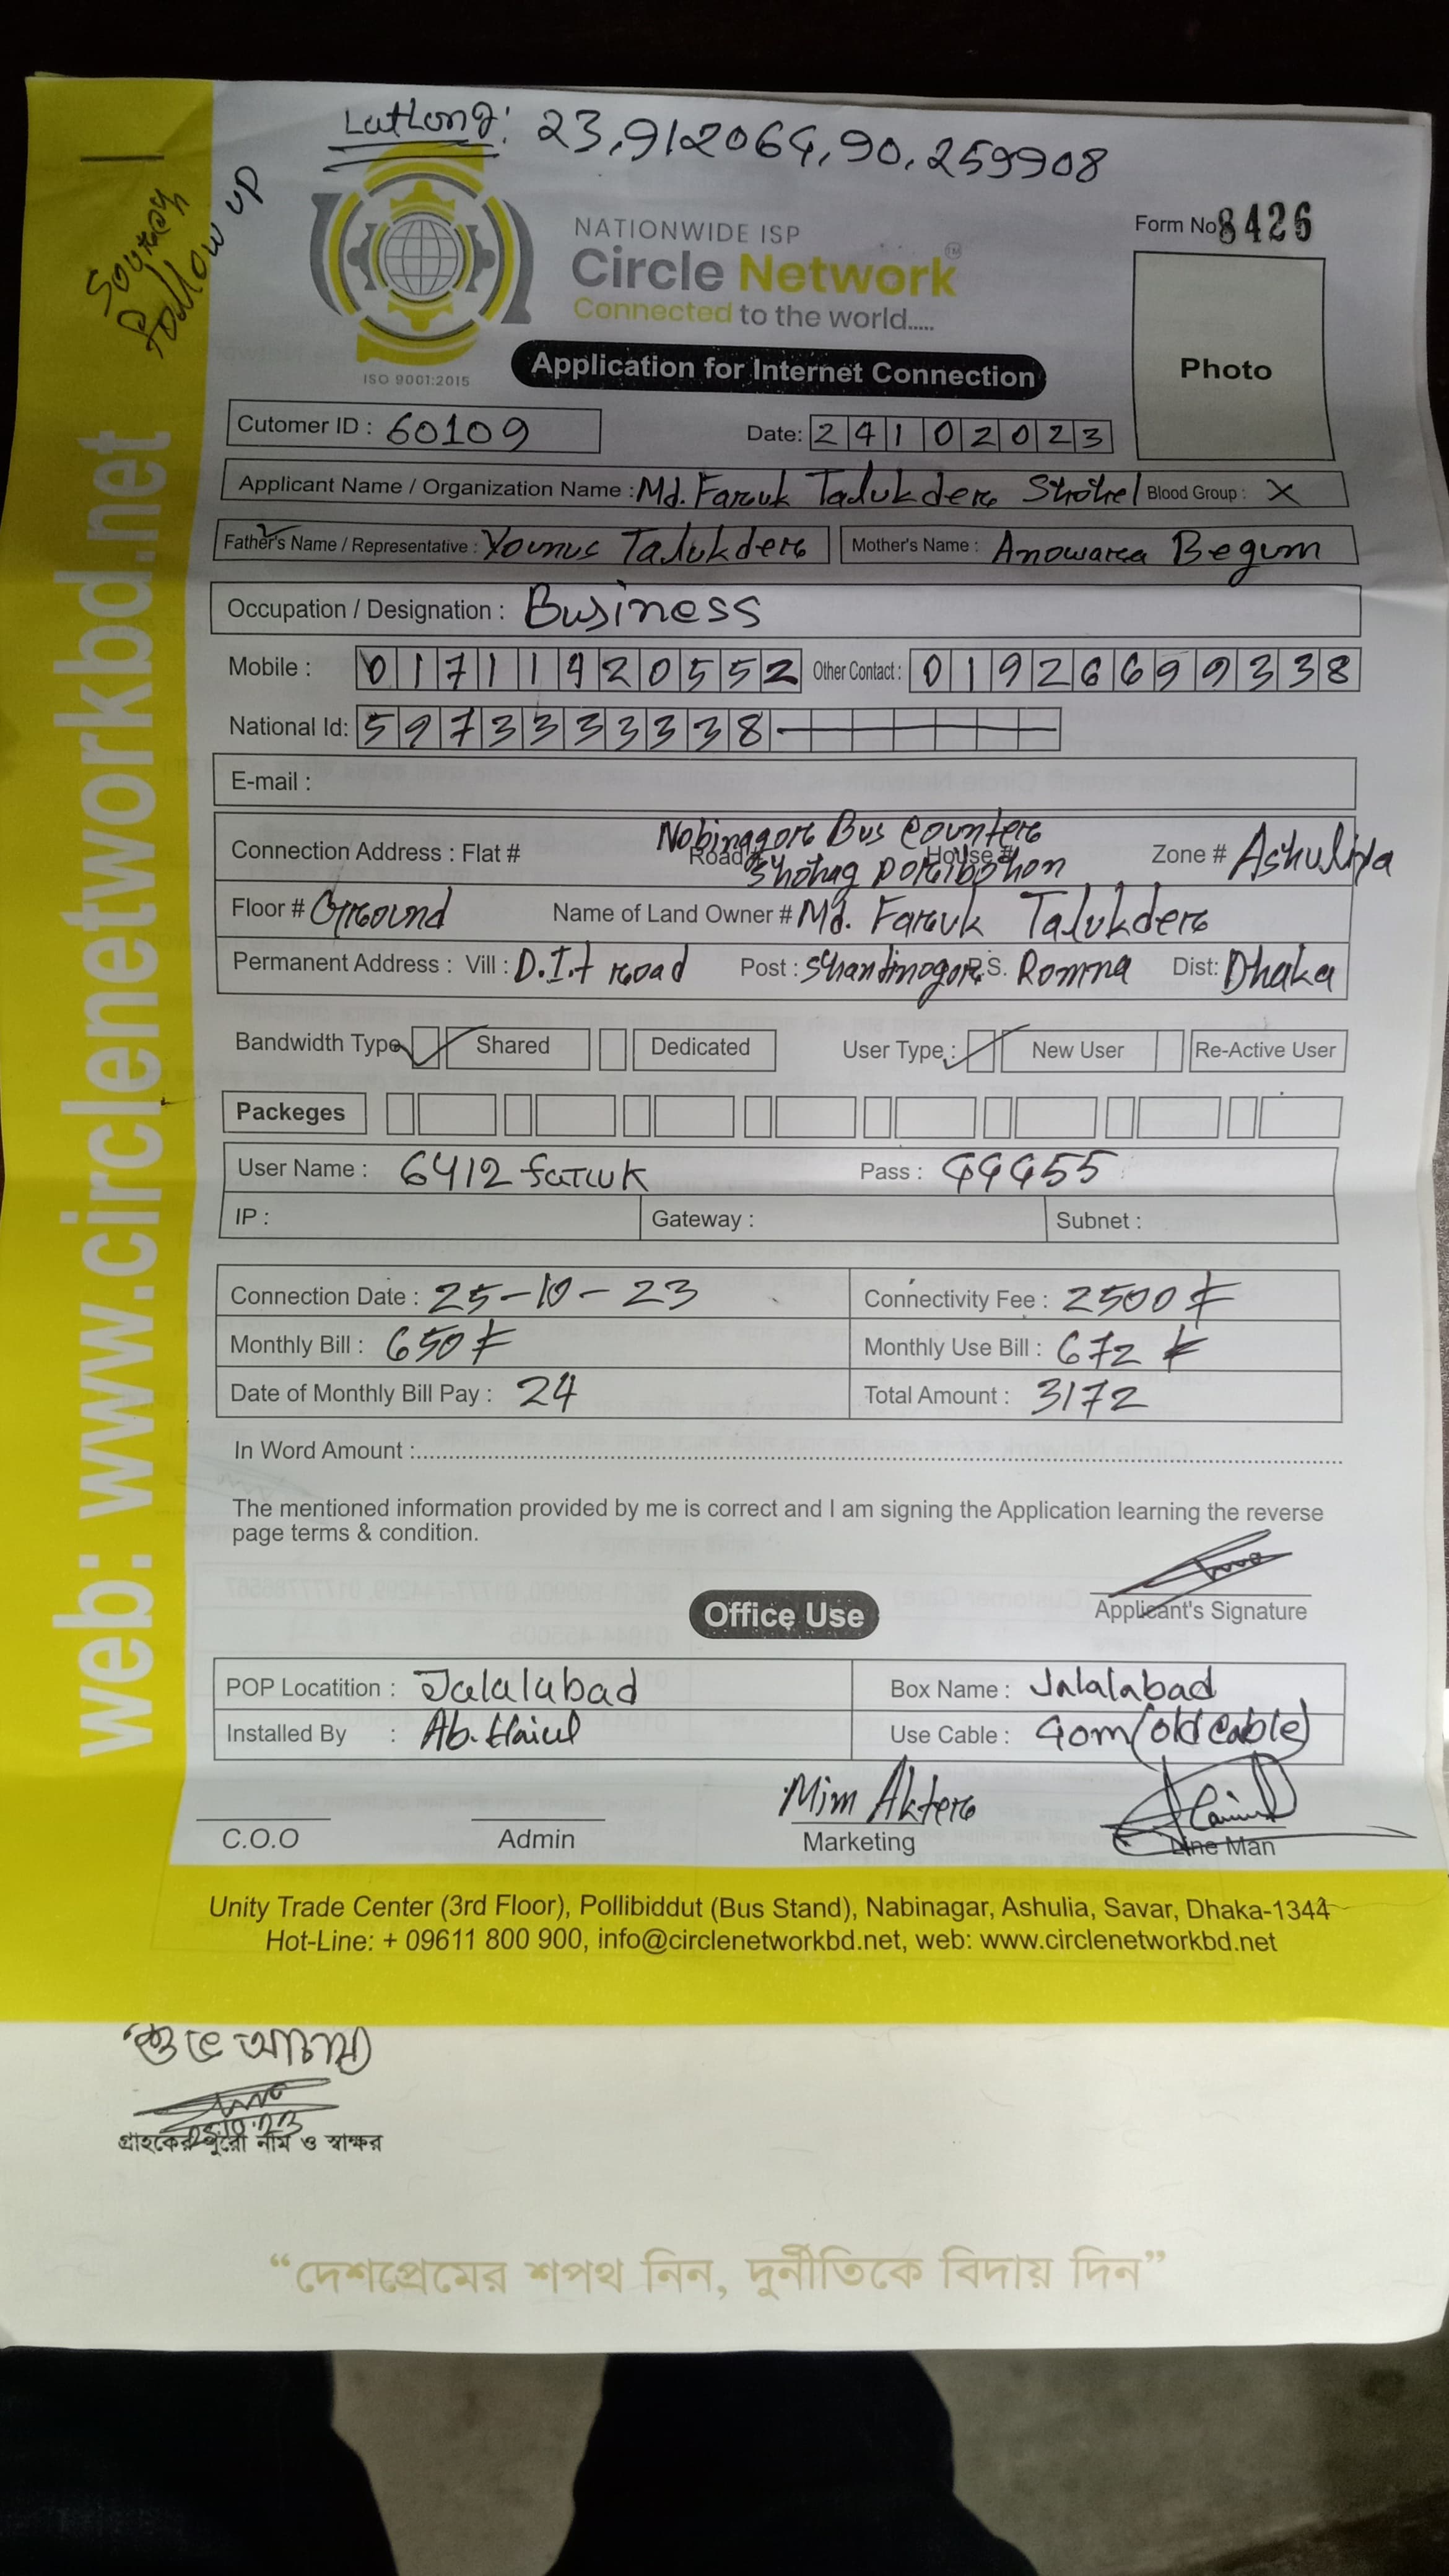 LatLong: 23.912064, 90.259908
Follow up
NATIONWIDE ISP
Circle Network™
Connected to the world.....
ISO 9001:2015
Form No 8426
Photo
Application for Internet Connection
Cutomer ID : 60109
Date: 24102023
Applicant Name / Organization Name : Md. Faruk Talukder Blood Group : X
Father's Name / Representative : Younus Talukder Mother's Name : Anowara Begum
Occupation / Designation : Business
Mobile : 01711420552 Other Contact : 01926699338
National Id: 5973333338
E-mail :
Connection Address : Flat # Road # House # Nobinagor Bus Counter Shohag Poribohon Zone # Ashuliya
Floor # Ground Name of Land Owner # Md. Faruk Talukder
Permanent Address : Vill : D.I.t road Post : Shantinogor P.S. Romna Dist: Dhaka
Bandwidth Type : ✓ Shared Dedicated User Type : ✓ New User Re-Active User
Packeges
User Name : 6412 faruk Pass : 44455
IP : Gateway : Subnet :
Connection Date : 25-10-23 Connectivity Fee : 2500
Monthly Bill : 650 Monthly Use Bill : 672
Date of Monthly Bill Pay : 24 Total Amount : 3172
In Word Amount :
The mentioned information provided by me is correct and I am signing the Application learning the reverse
page terms & condition.
Applicant's Signature
Office Use
POP Locatition : Jalalabad Box Name : Jalalabad
Installed By : Use Cable : 40m (old cable)
Mim Akter
C.O.O Admin Marketing Line Man
Unity Trade Center (3rd Floor), Pollibiddut (Bus Stand), Nabinagar, Ashulia, Savar, Dhaka-1344
Hot-Line: + 09611 800 900, info@circlenetworkbd.net, web: www.circlenetworkbd.net
web: www.circlenetworkbd.net
25.10.23
গ্রাহকের পুরো নাম ও স্বাক্ষর
“দেশপ্রেমের শপথ নিন, দুর্নীতিকে বিদায় দিন”